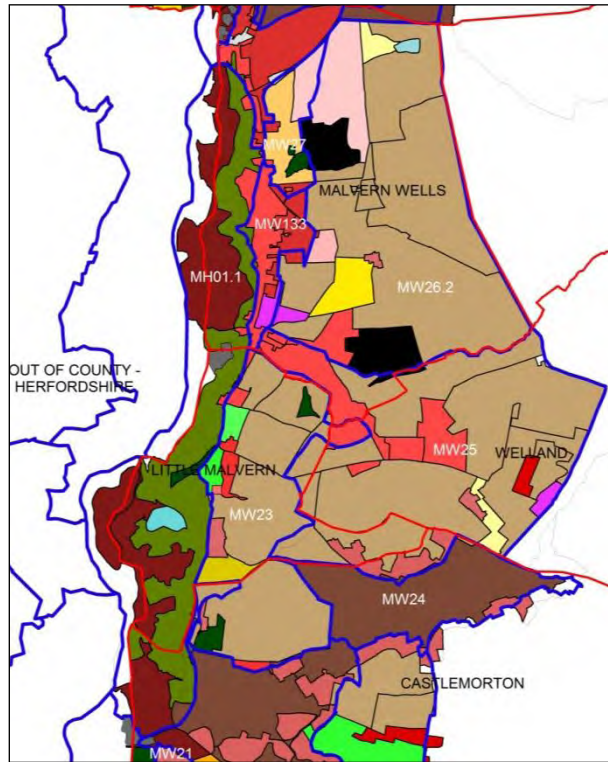 MW27
MALVERN WELLS
MW133
MH01.1
MW26.2
OUT OF COUNTY -
HERFORDSHIRE
MW25
WELLAND
LITTLE MALVERN
MW23
MW24
CASTLEMORTON
MW21